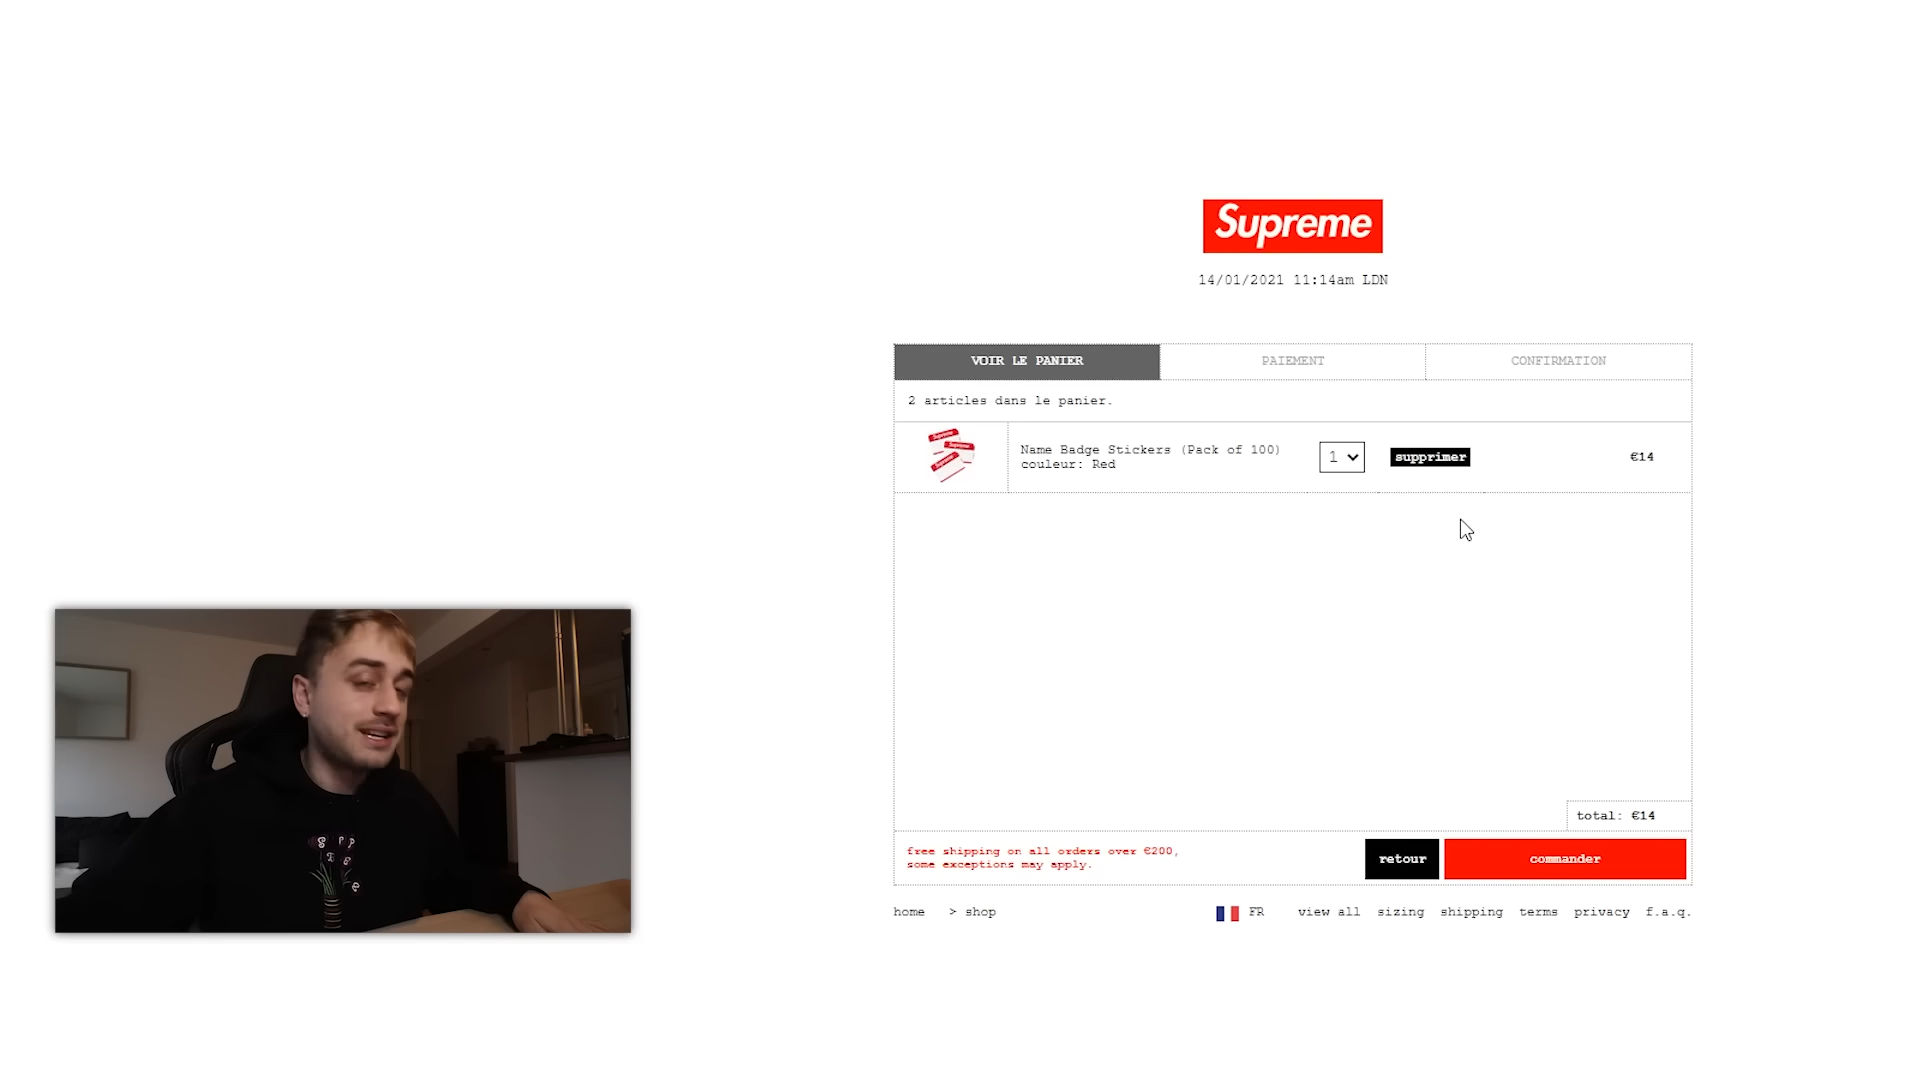 Supreme
14/01/2021 11:14am LDN
VOIR LE PANIER
PAIEMENT
CONFIRMATION
2 articles dans le panier.
Name Badge Stickers (Pack of 100)
couleur: Red
1
supprimer
€14
total: €14
free shipping on all orders over €200,
some exceptions may apply.
retour
commander
home > shop
FR
view all sizing shipping terms privacy f.a.q.